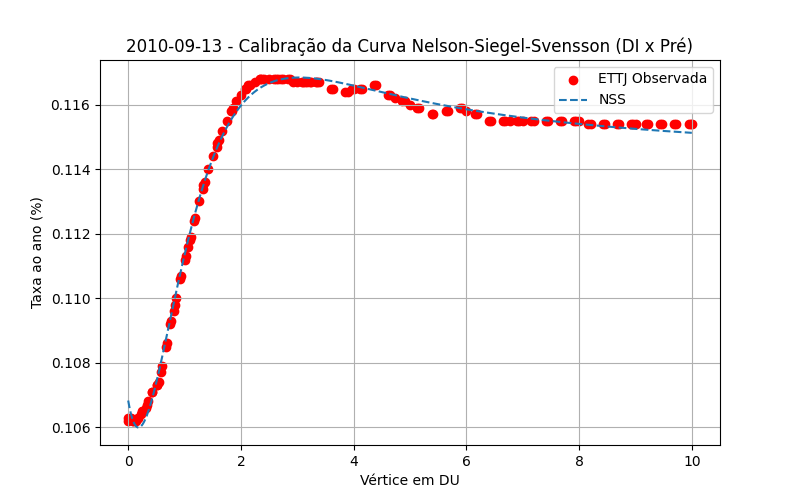 2010-09-13 - Calibração da Curva Nelson-Siegel-Svensson (DI x Pré)
ETTJ Observada
NSS
0.116
0.114
0.112
0.110
0.108
0.106
Taxa ao ano (%)
0 2 4 6 8 10
Vértice em DU